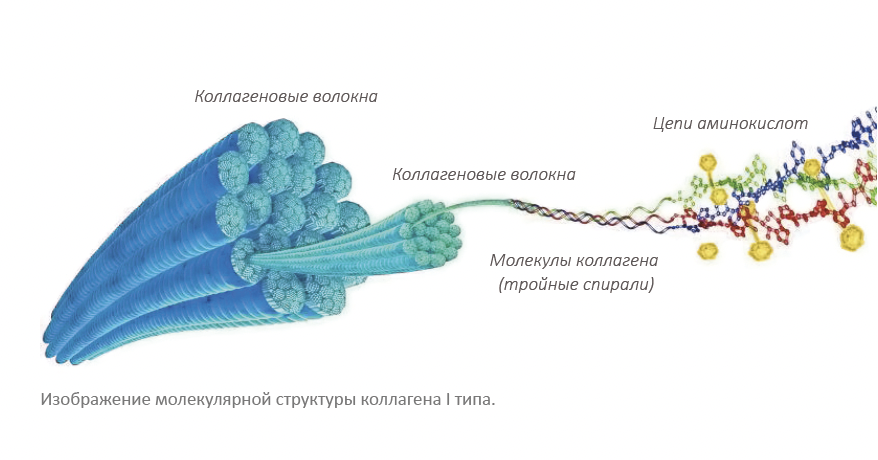 Коллагеновые волокна
Цепи аминокислот
Коллагеновые волокна
Молекулы коллагена
(тройные спирали)
Изображение молекулярной структуры коллагена I типа.